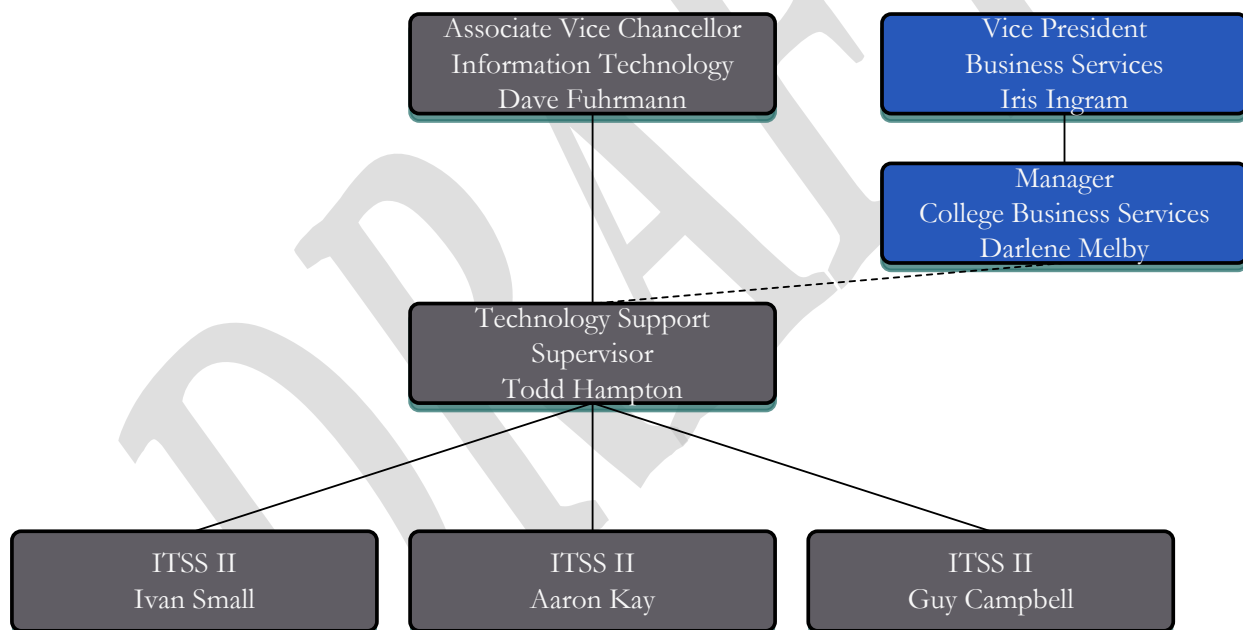 Associate Vice Chancellor
Information Technology
Dave Fuhrmann
Vice President
Business Services
Iris Ingram
Manager
College Business Services
Darlene Melby
Technology Support
Supervisor
Todd Hampton
ITSS II
Ivan Small
ITSS II
Aaron Kay
ITSS II
Guy Campbell
DRAFT